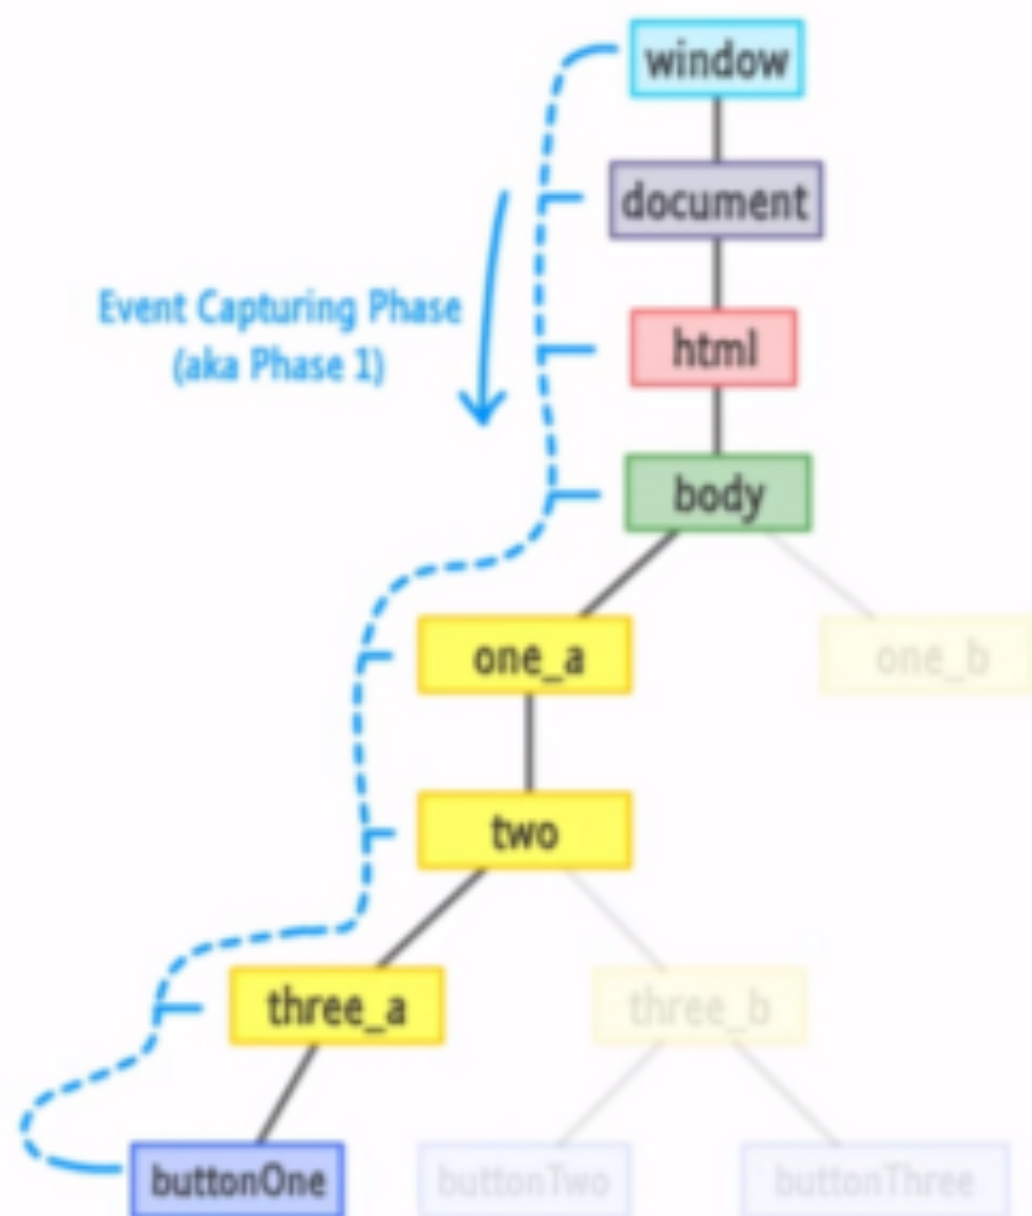 window
document
Event Capturing Phase
(aka Phase 1)
html
body
one_a
one_b
two
three_a
three_b
buttonOne
buttonTwo
buttonThree